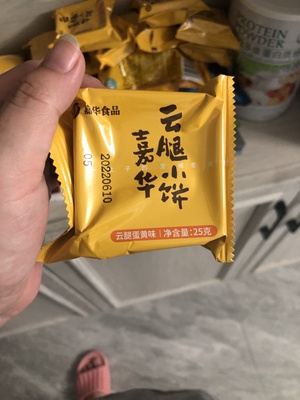 嘉华食品
云腿小饼
嘉华
20220610
05
云腿蛋黄味 净含量:25克
PROTEIN
POWDER